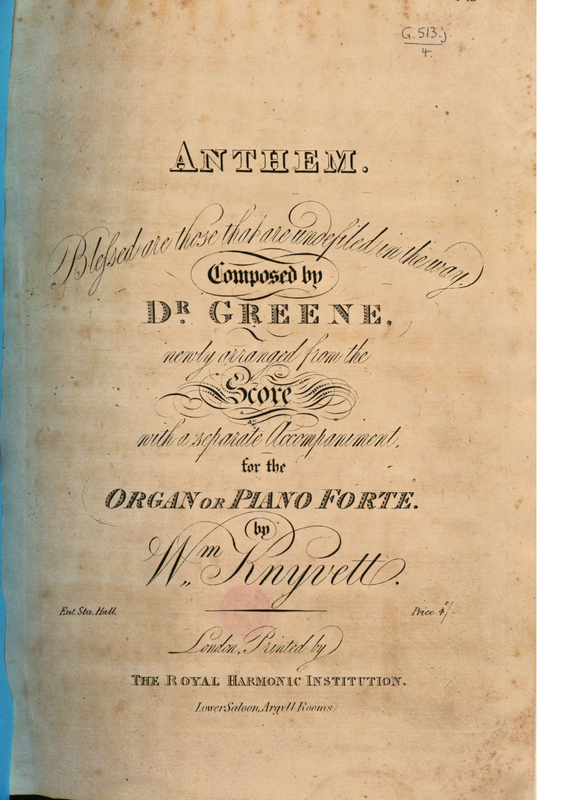 G. 513. j.
4.
ANTHEM.
Blessed are those that are undefiled in the way,
Composed by
DR. GREENE,
newly arranged from the
Score
with a separate Accompaniment,
for the
ORGAN OR PIANO FORTE.
by
Wm. Knyvett.
Ent. Sta. Hall.
Price 4/-
London, Printed by
THE ROYAL HARMONIC INSTITUTION.
Lower Saloon, Argyll Rooms